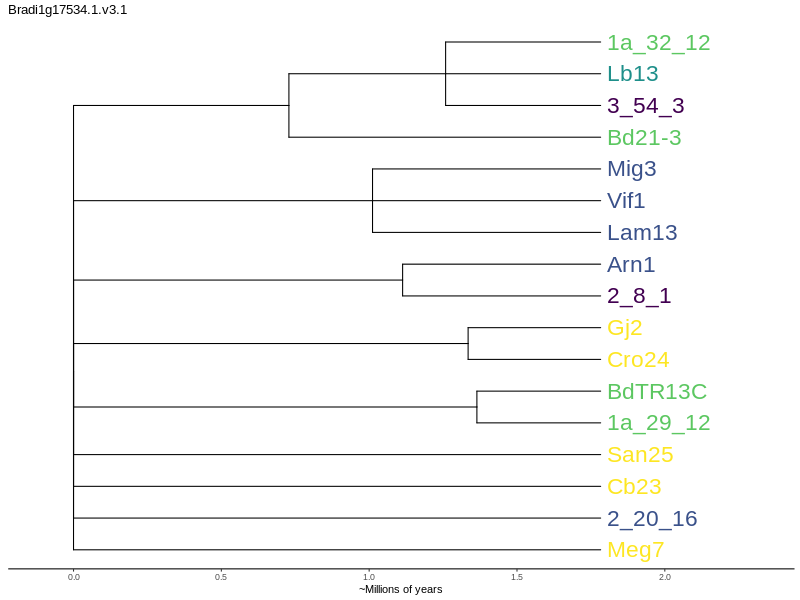 Bradi1g17534.1.v3.1
1a_32_12
Lb13
3_54_3
Bd21-3
Mig3
Vif1
Lam13
Arn1
2_8_1
Gj2
Cro24
BdTR13C
1a_29_12
San25
Cb23
2_20_16
Meg7
0.0 0.5 1.0 1.5 2.0
~Millions of years